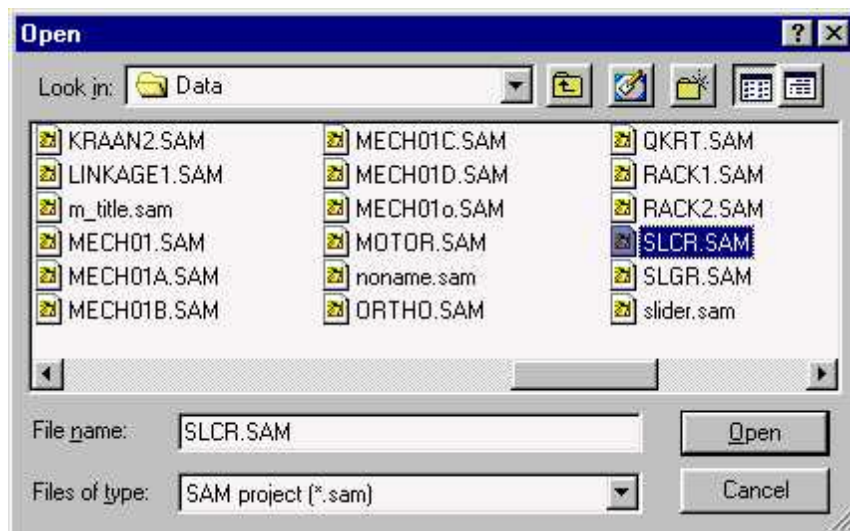 Open
Look in: Data
KRAAN2.SAM MECH01C.SAM QKRT.SAM
LINKAGE1.SAM MECH01D.SAM RACK1.SAM
m_title.sam MECH01o.SAM RACK2.SAM
MECH01.SAM MOTOR.SAM SLCR.SAM
MECH01A.SAM noname.sam SLGR.SAM
MECH01B.SAM ORTHO.SAM slider.sam
File name: SLCR.SAM Open
Files of type: SAM project (*.sam) Cancel